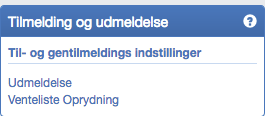 Tilmelding og udmeldelse ?
Til- og gentilmeldings indstillinger
Udmeldelse
Venteliste Oprydning